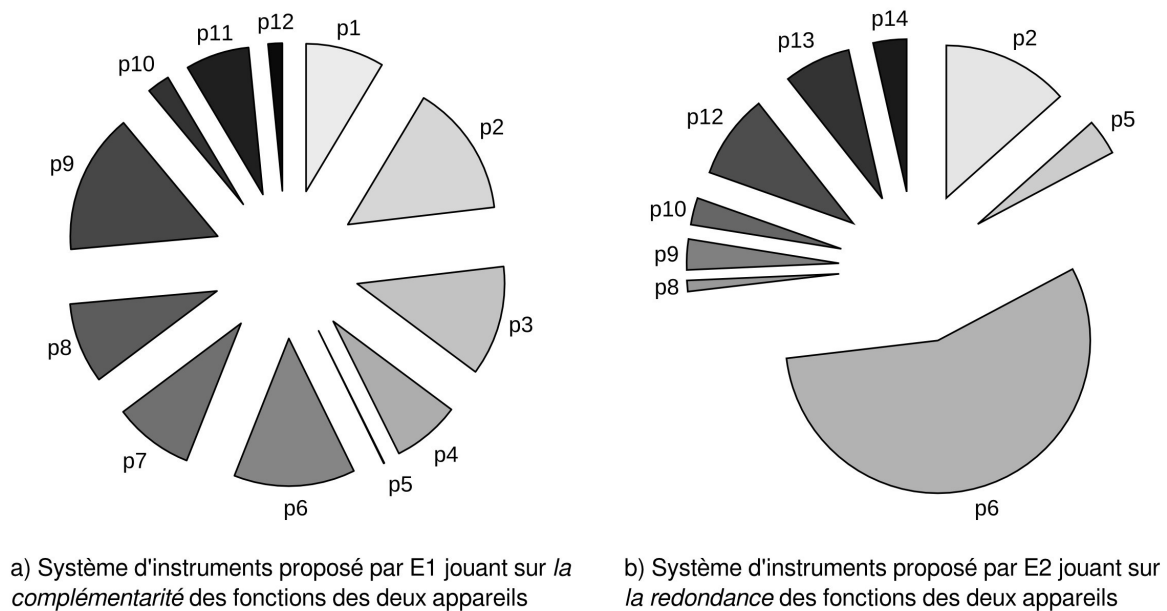 p1
p2
p3
p4
p5
p6
p7
p8
p9
p10
p11
p12
a) Système d'instruments proposé par E1 jouant sur la
complémentarité des fonctions des deux appareils
p2
p5
p6
p8
p9
p10
p12
p13
p14
b) Système d'instruments proposé par E2 jouant sur
la redondance des fonctions des deux appareils